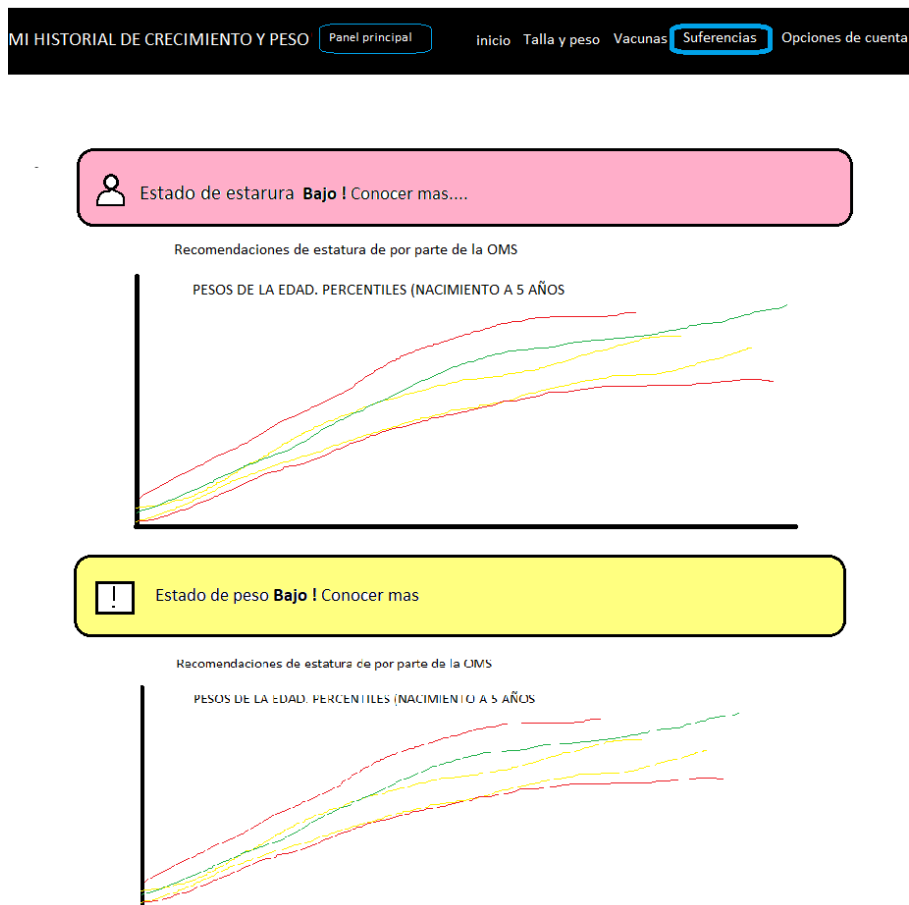 MI HISTORIAL DE CRECIMIENTO Y PESO Panel principal inicio Talla y peso Vacunas Suferencias Opciones de cuenta
Estado de estarura Bajo ! Conocer mas....
Recomendaciones de estatura de por parte de la OMS
PESOS DE LA EDAD. PERCENTILES (NACIMIENTO A 5 AÑOS
! Estado de peso Bajo ! Conocer más
Recomendaciones de estatura de por parte de la OMS
PESOS DE LA EDAD. PERCENTILES (NACIMIENTO A 5 AÑOS